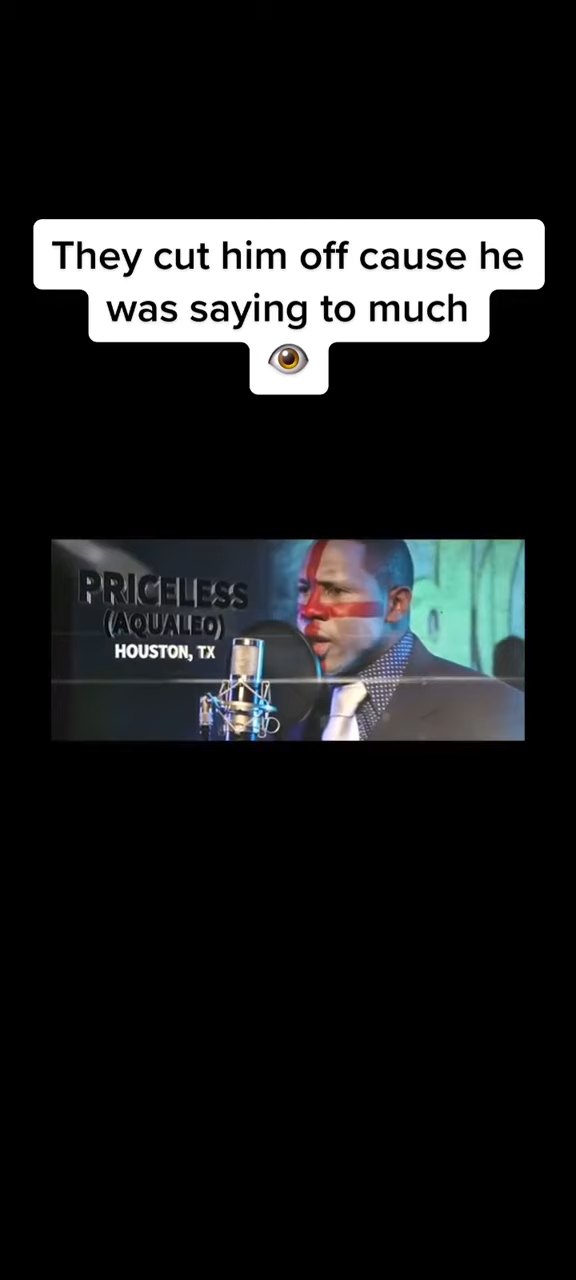 They cut him off cause he
was saying to much
👁️
PRICELESS
(AQUALEO)
HOUSTON, TX